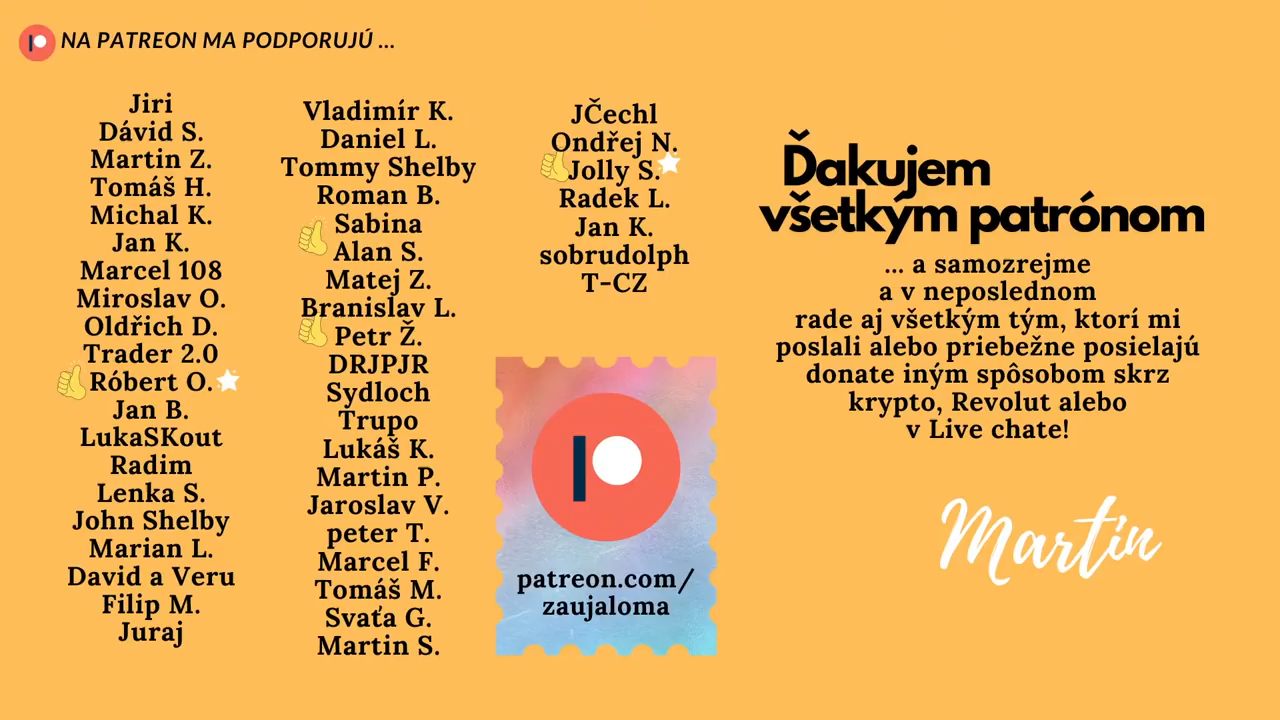 NA PATREON MA PODPORUJÚ ...
Jiri
Dávid S.
Martin Z.
Tomáš H.
Michal K.
Jan K.
Marcel 108
Miroslav O.
Oldřich D.
Trader 2.0
Róbert O.
Jan B.
LukaSKout
Radim
Lenka S.
John Shelby
Marian L.
David a Veru
Filip M.
Juraj
Vladimír K.
Daniel L.
Tommy Shelby
Roman B.
Sabina
Alan S.
Matej Z.
Branislav L.
Petr Ž.
DRJPJR
Sydloch
Trupo
Lukáš K.
Martin P.
Jaroslav V.
peter T.
Marcel F.
Tomáš M.
Svaťa G.
Martin S.
JČechl
Ondřej N.
Jolly S.
Radek L.
Jan K.
sobrudolph
T-CZ
patreon.com/
zaujaloma
Ďakujem
všetkým patrónom
... a samozrejme
a v neposlednom
rade aj všetkým tým, ktorí mi
poslali alebo priebežne posielajú
donate iným spôsobom skrz
krypto, Revolut alebo
v Live chate!
Martin